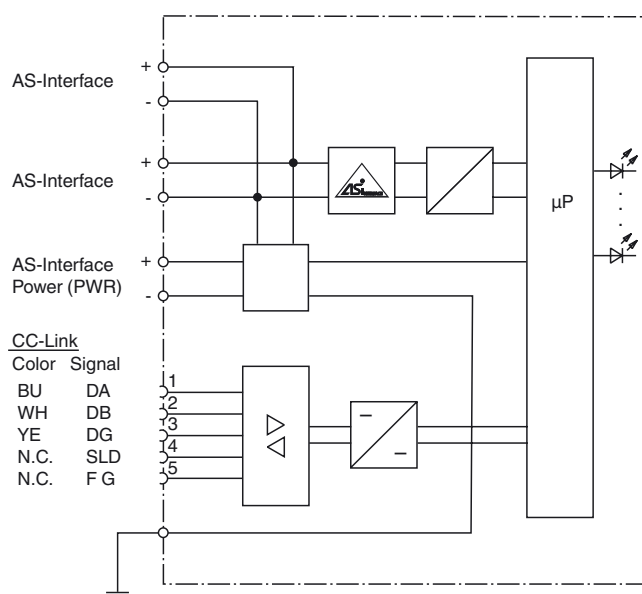 AS-Interface
+
-
AS-Interface
+
-
AS-Interface
Power (PWR)
+
-
µP
CC-Link
Color Signal
BU DA 1
WH DB 2
YE DG 3
N.C. SLD 4
N.C. F G 5